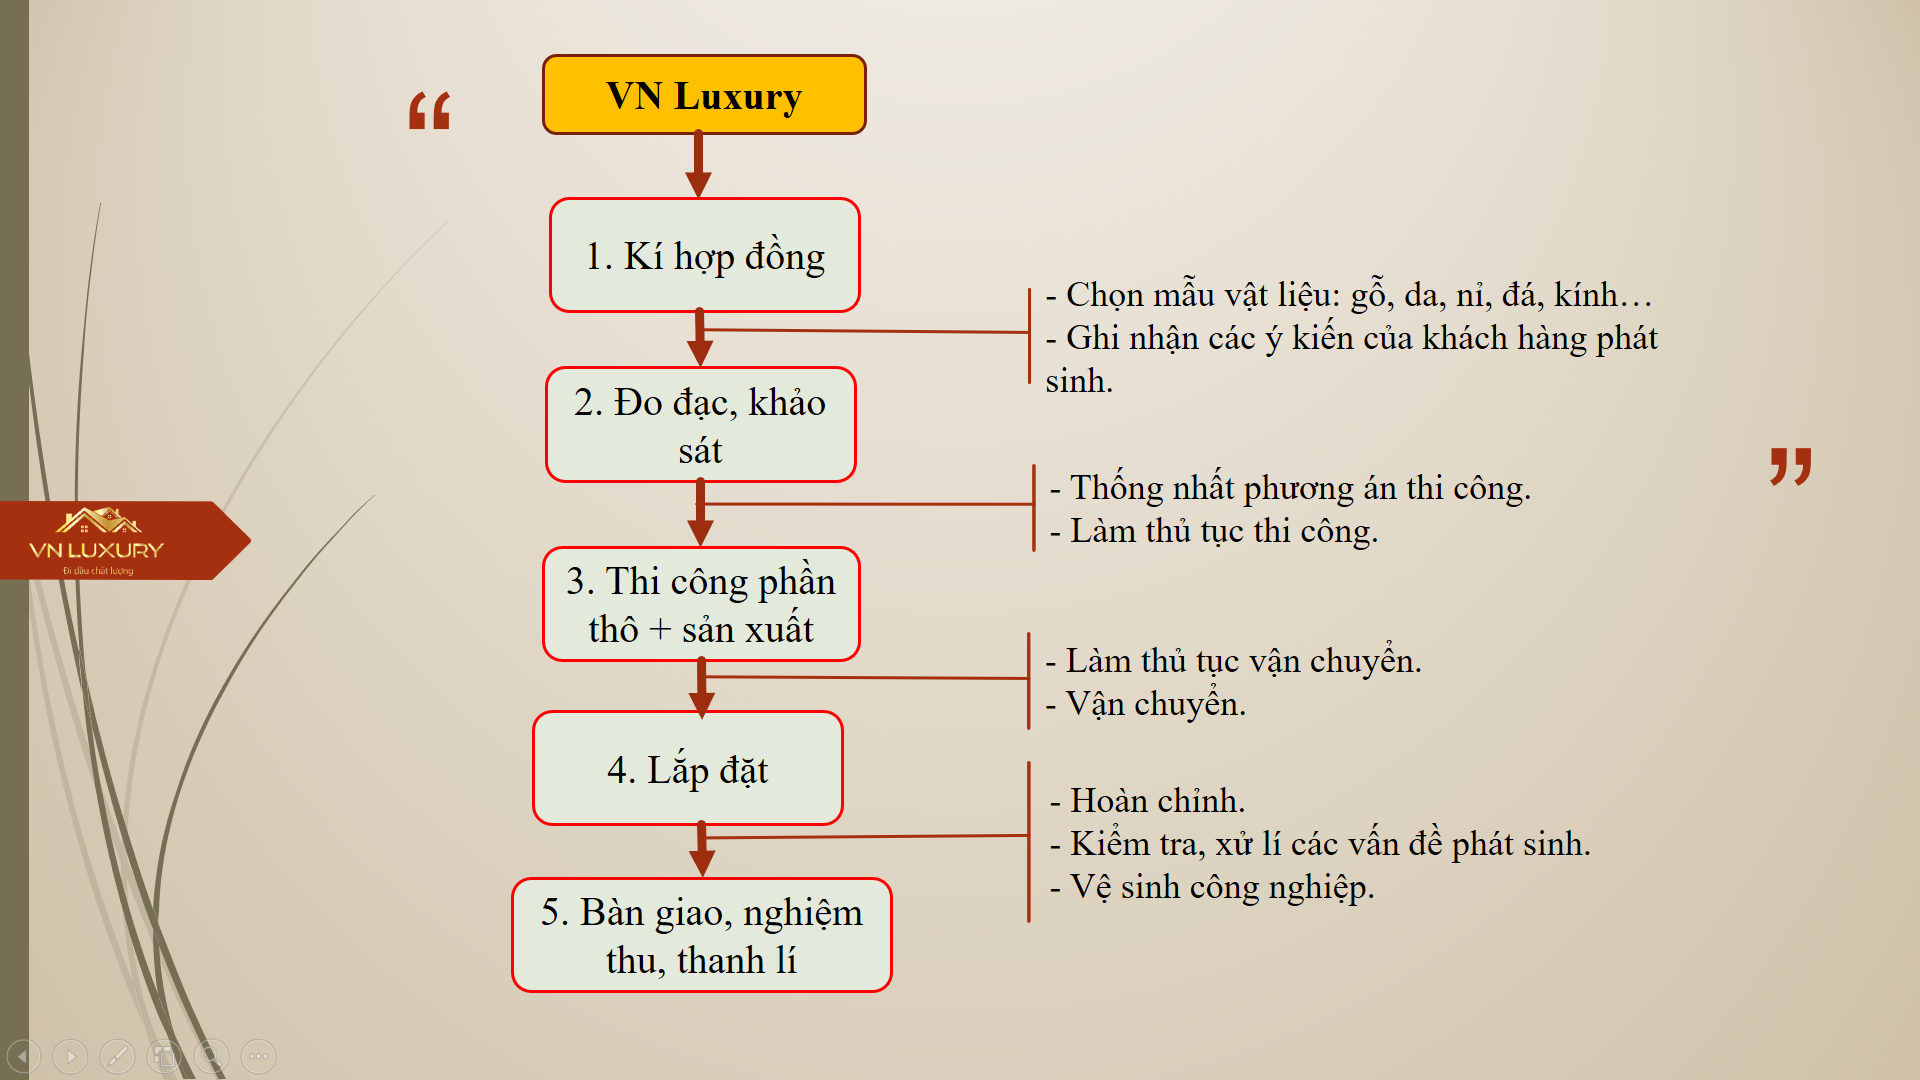 “
VN Luxury
1. Kí hợp đồng
- Chọn mẫu vật liệu: gỗ, da, nỉ, đá, kính…
- Ghi nhận các ý kiến của khách hàng phát
sinh.
2. Đo đạc, khảo
sát
- Thống nhất phương án thi công.
- Làm thủ tục thi công.
”
VN LUXURY
Đi đầu chất lượng
3. Thi công phần
thô + sản xuất
- Làm thủ tục vận chuyển.
- Vận chuyển.
4. Lắp đặt
- Hoàn chỉnh.
- Kiểm tra, xử lí các vấn đề phát sinh.
- Vệ sinh công nghiệp.
5. Bàn giao, nghiệm
thu, thanh lí